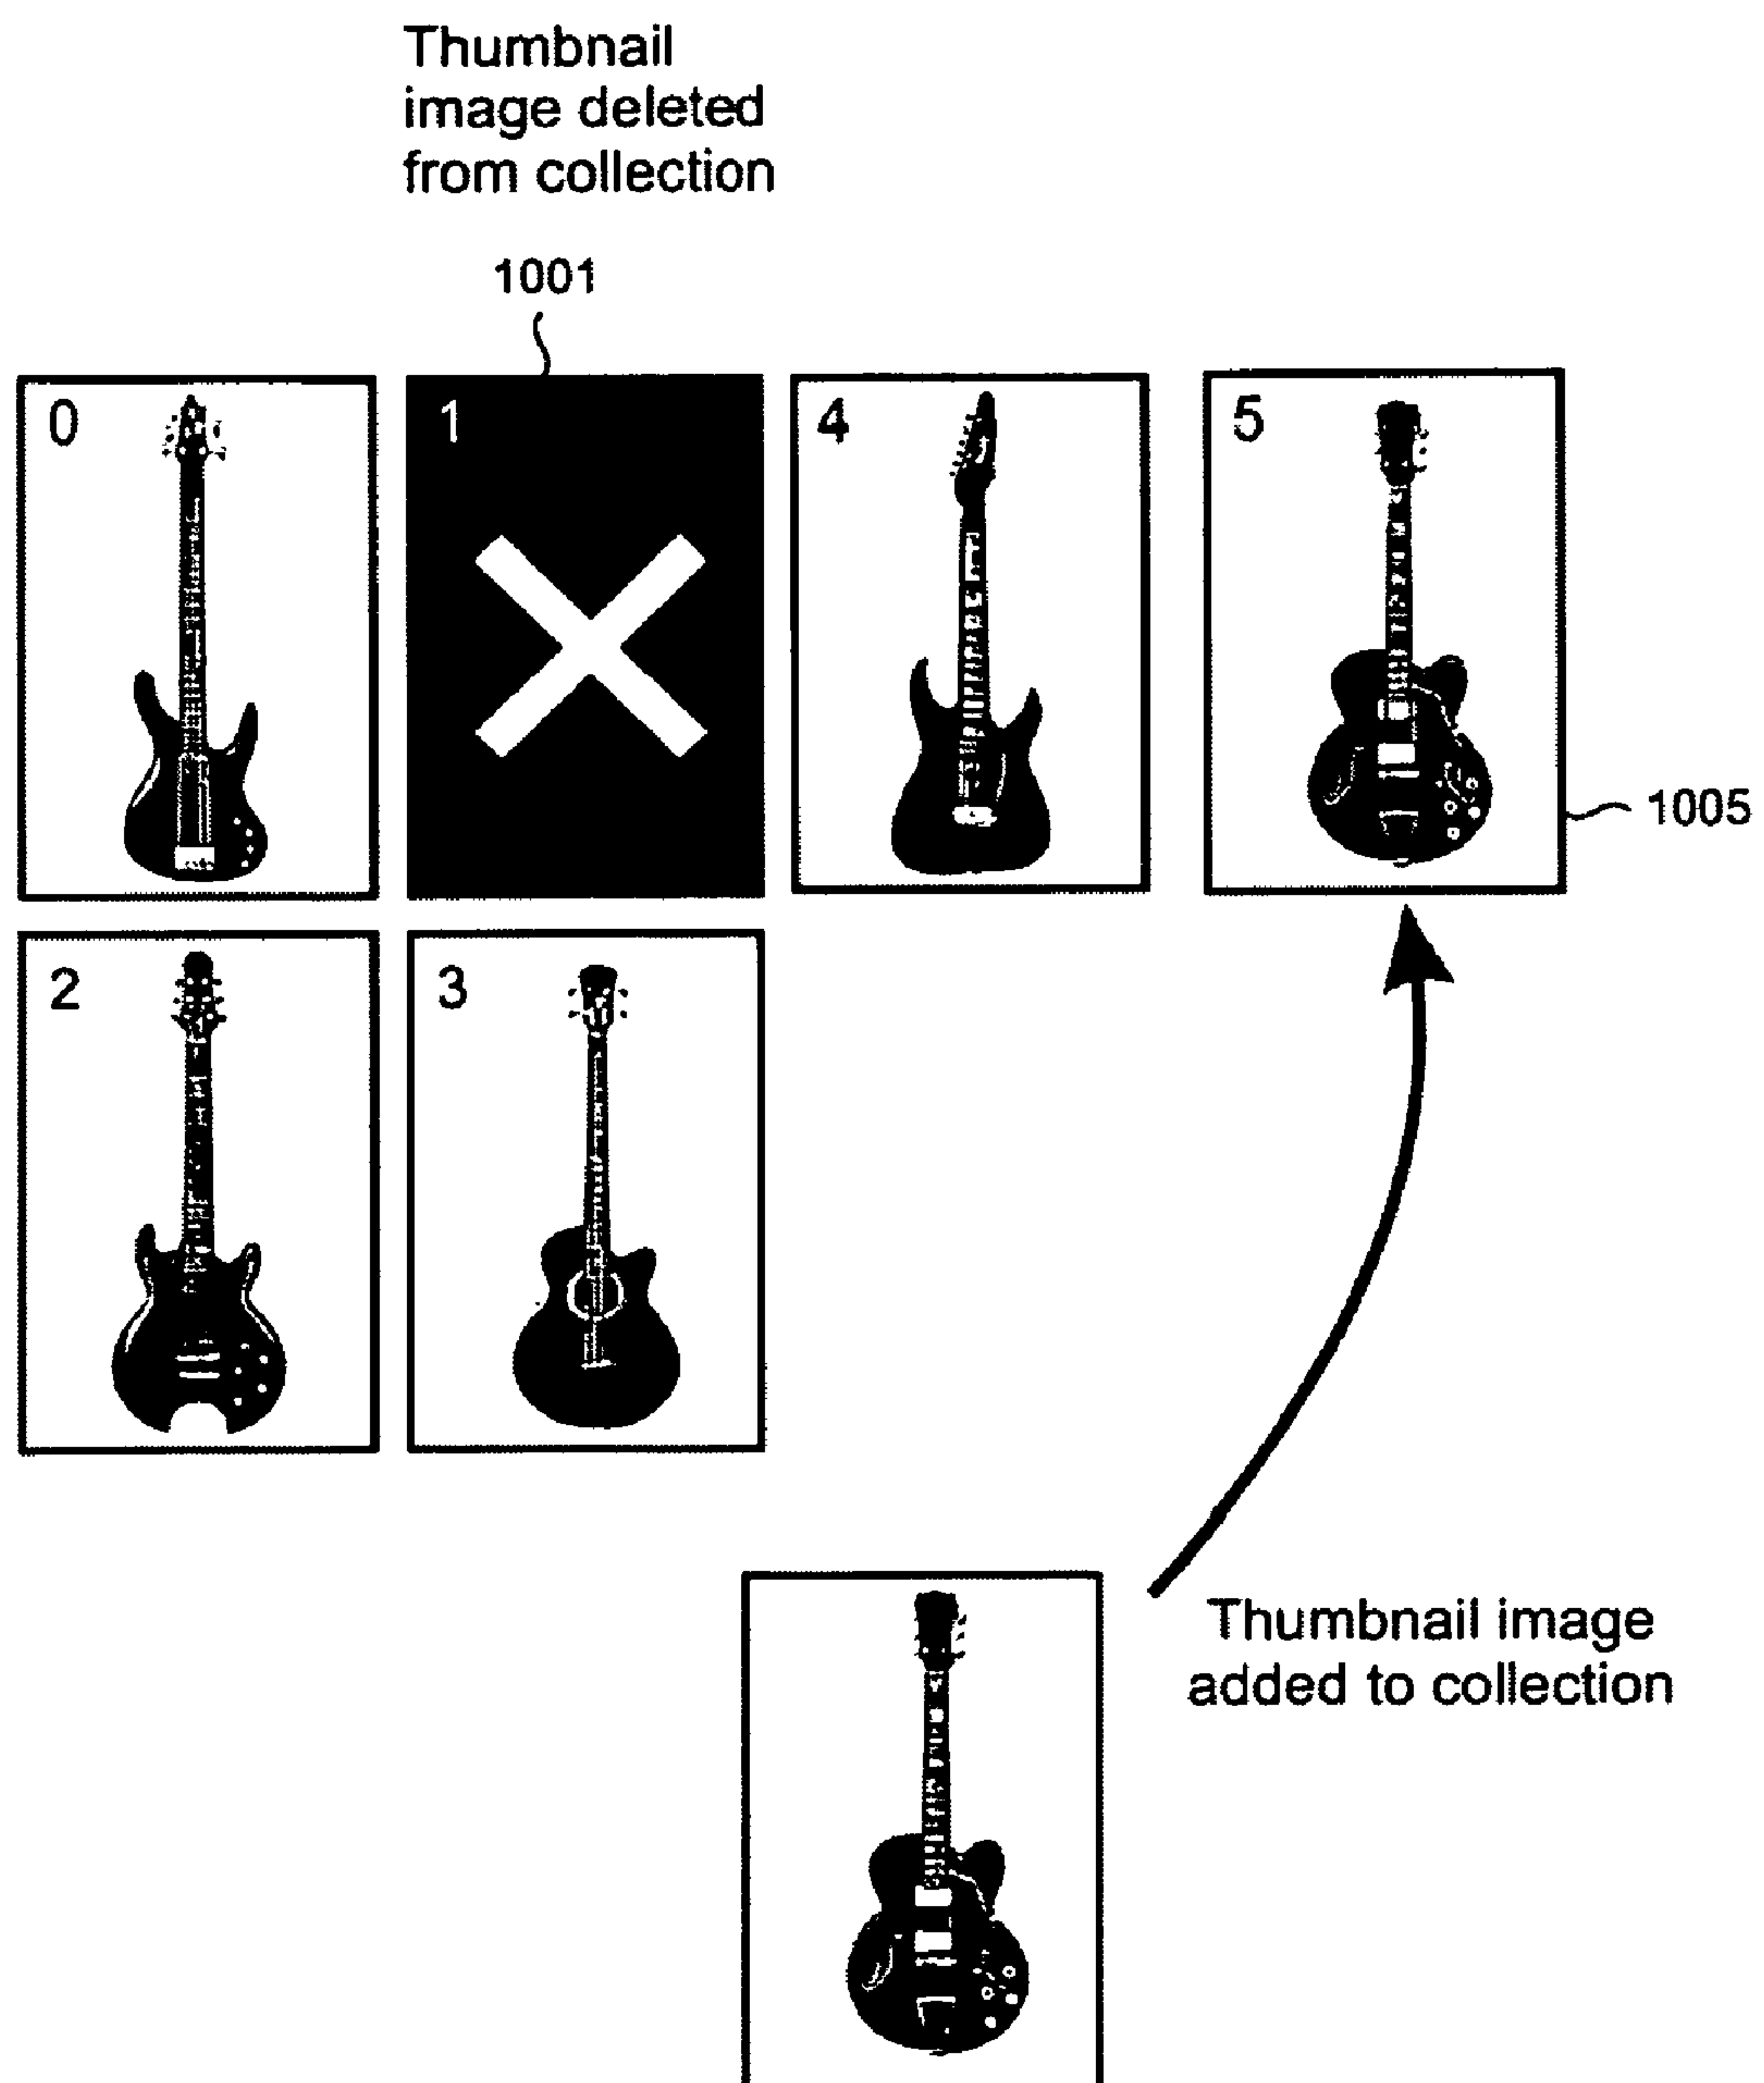 Thumbnail
image deleted
from collection
1001
0
1
4
5
1005
2
3
Thumbnail image
added to collection